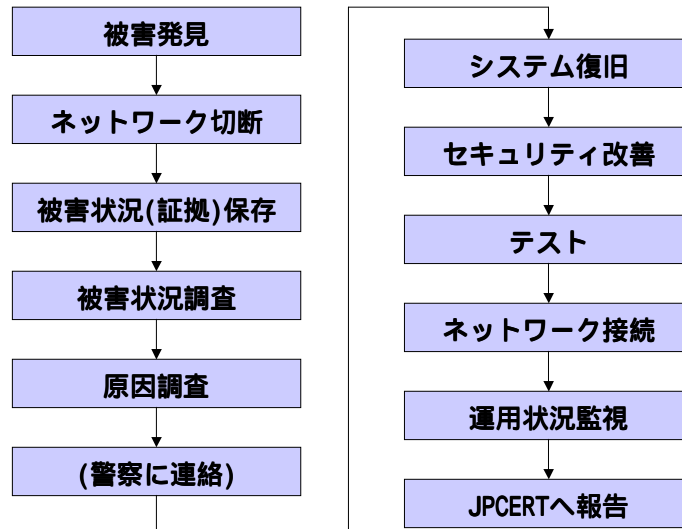 被害発見
ネットワーク切断
被害状況(証拠)保存
被害状況調査
原因調査
(警察に連絡)
システム復旧
セキュリティ改善
テスト
ネットワーク接続
運用状況監視
JPCERTへ報告